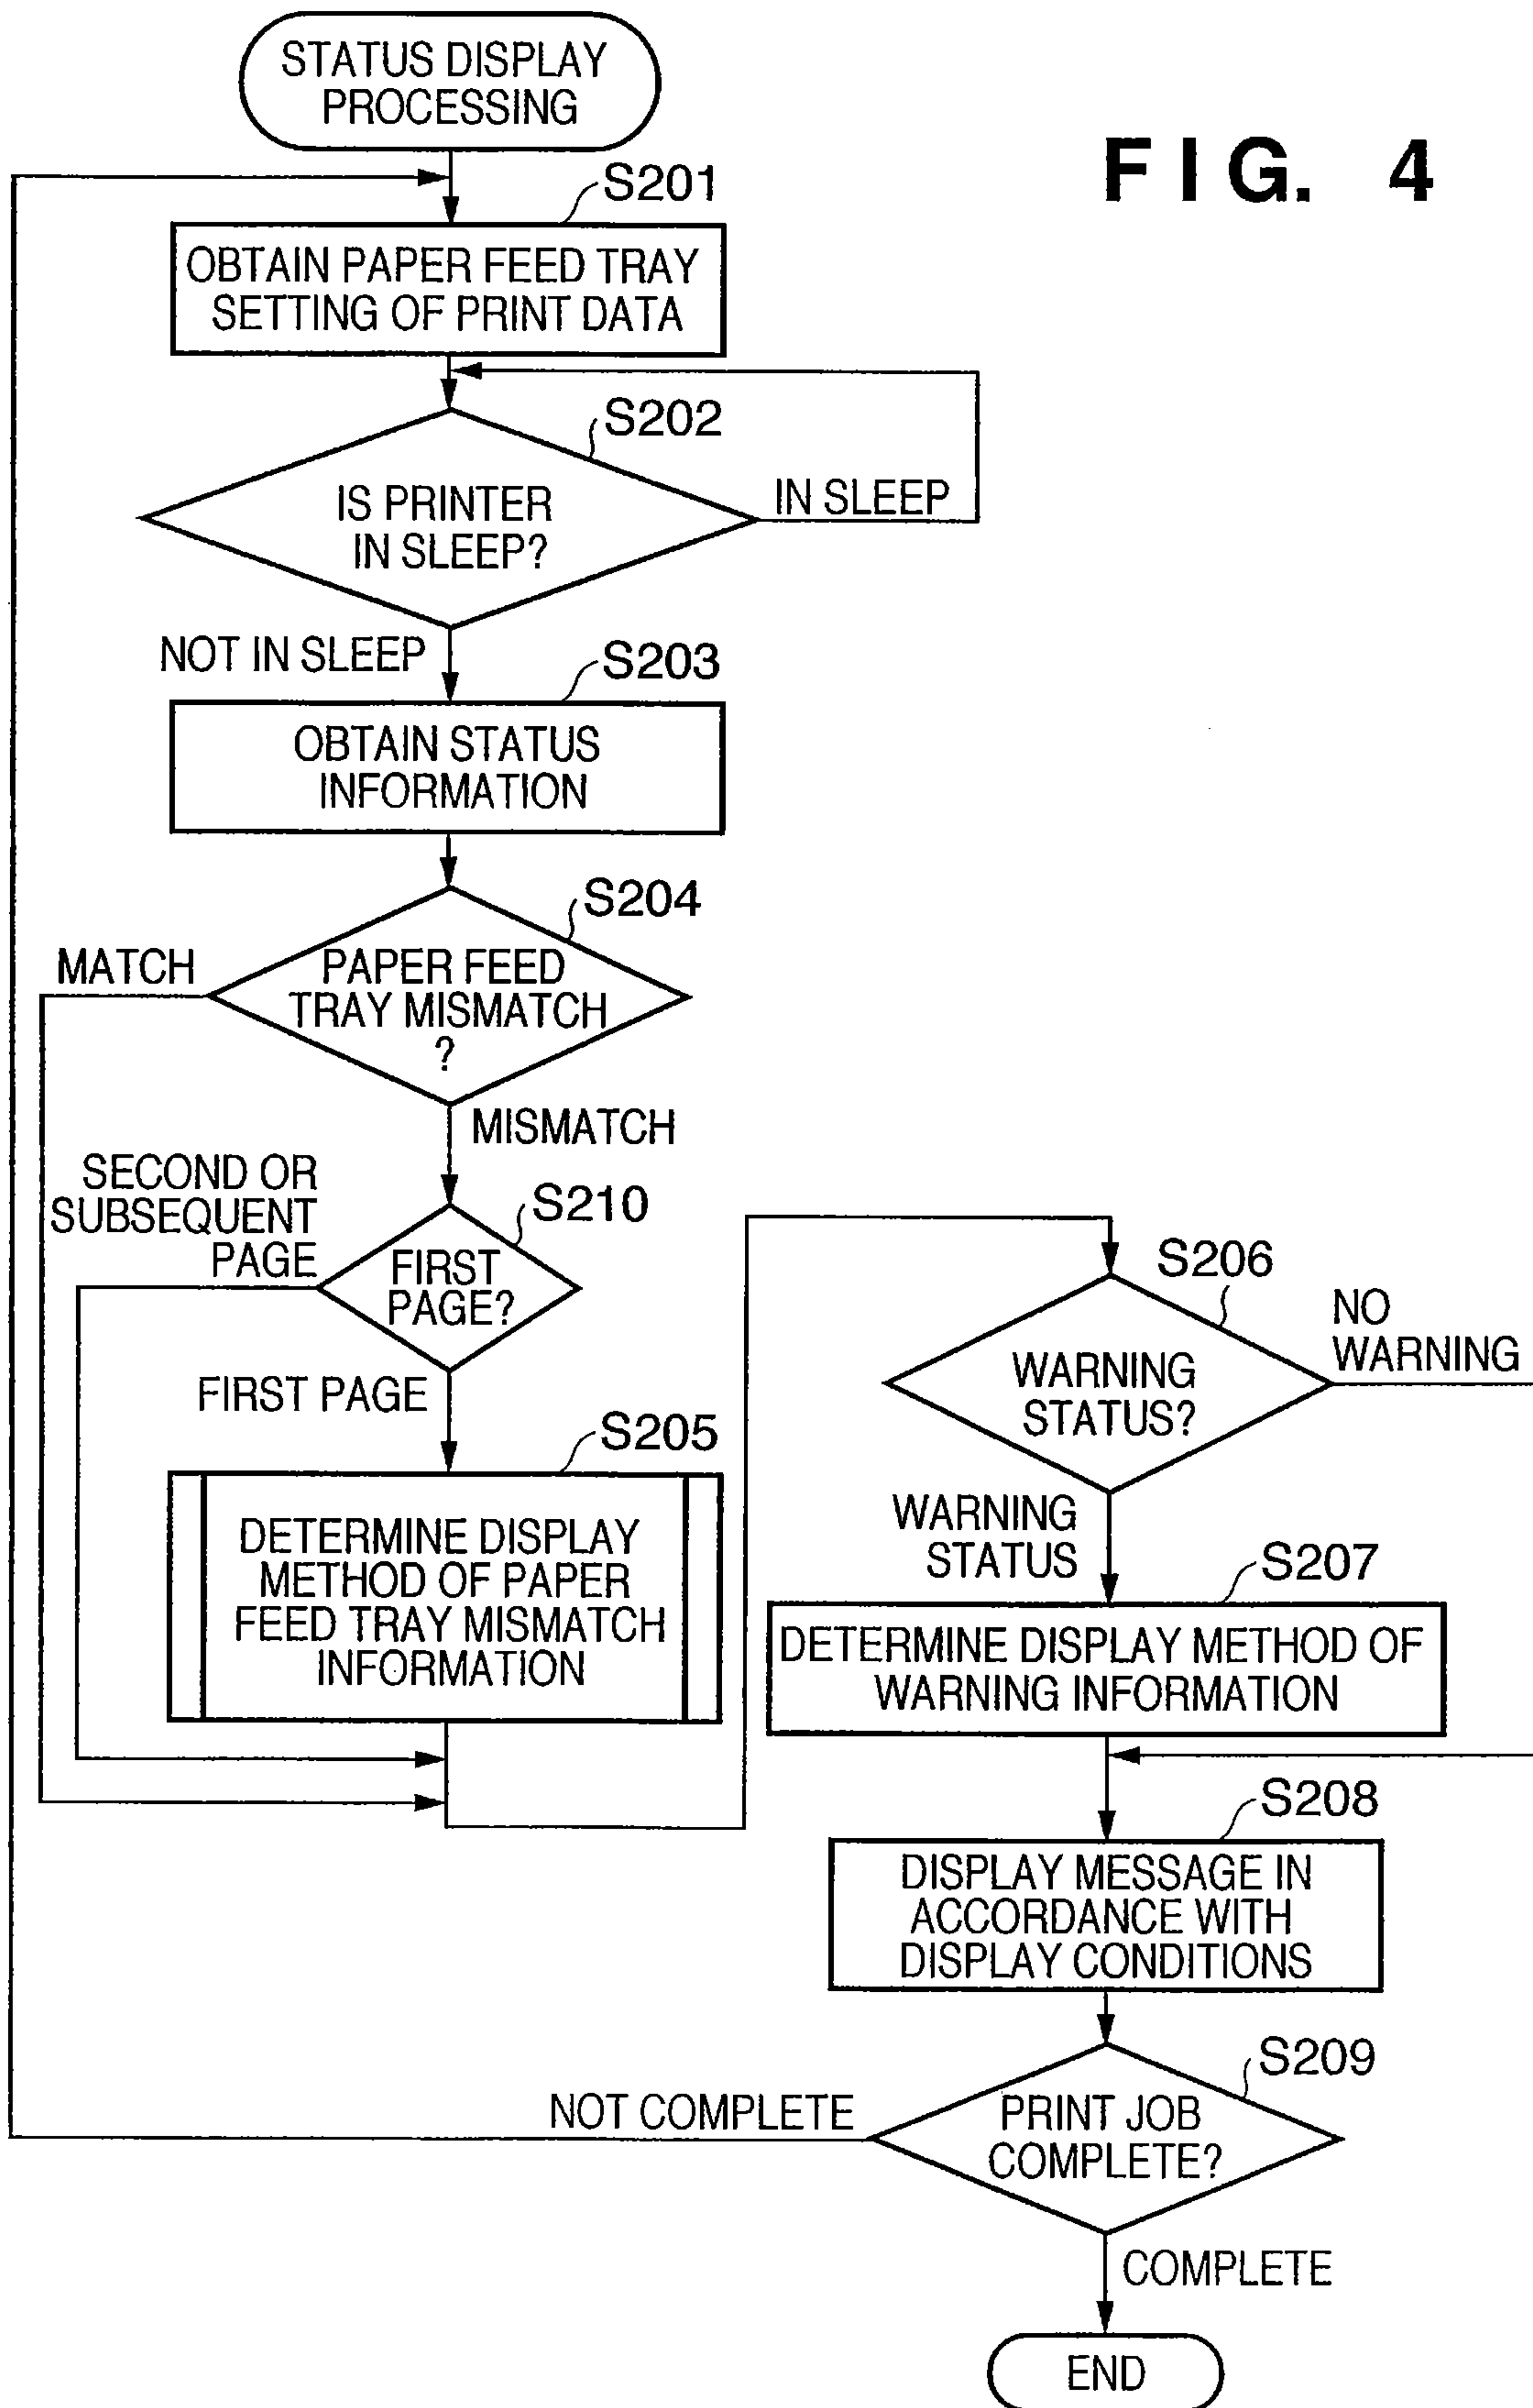 FIG. 4
STATUS DISPLAY
PROCESSING
S201
OBTAIN PAPER FEED TRAY
SETTING OF PRINT DATA
S202
IS PRINTER
IN SLEEP?
IN SLEEP
NOT IN SLEEP
S203
OBTAIN STATUS
INFORMATION
S204
MATCH
PAPER FEED
TRAY MISMATCH
?
MISMATCH
SECOND OR
SUBSEQUENT
PAGE
S210
FIRST
PAGE?
FIRST PAGE
S205
DETERMINE DISPLAY
METHOD OF PAPER
FEED TRAY MISMATCH
INFORMATION
S206
NO
WARNING
WARNING
STATUS?
WARNING
STATUS
S207
DETERMINE DISPLAY METHOD OF
WARNING INFORMATION
S208
DISPLAY MESSAGE IN
ACCORDANCE WITH
DISPLAY CONDITIONS
S209
NOT COMPLETE
PRINT JOB
COMPLETE?
COMPLETE
END